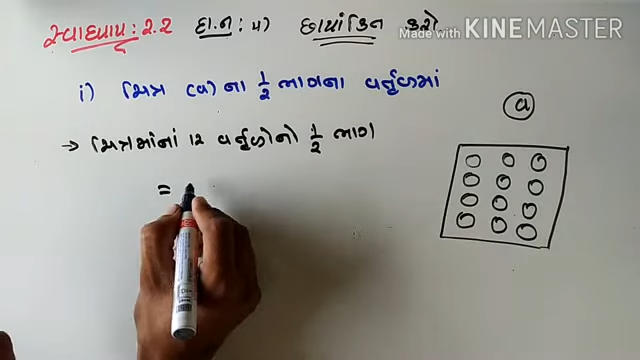 સ્વાધ્યાય : 2.2 દા.ન : 4) છાયાંકિત કરો
Made with KINEMASTER
i) ચિત્ર (a) ના 1/2 ભાગના વર્તુળમાં
→ ચિત્રમાંનાં 12 વર્તુળોનો 1/2 ભાગ
=
a